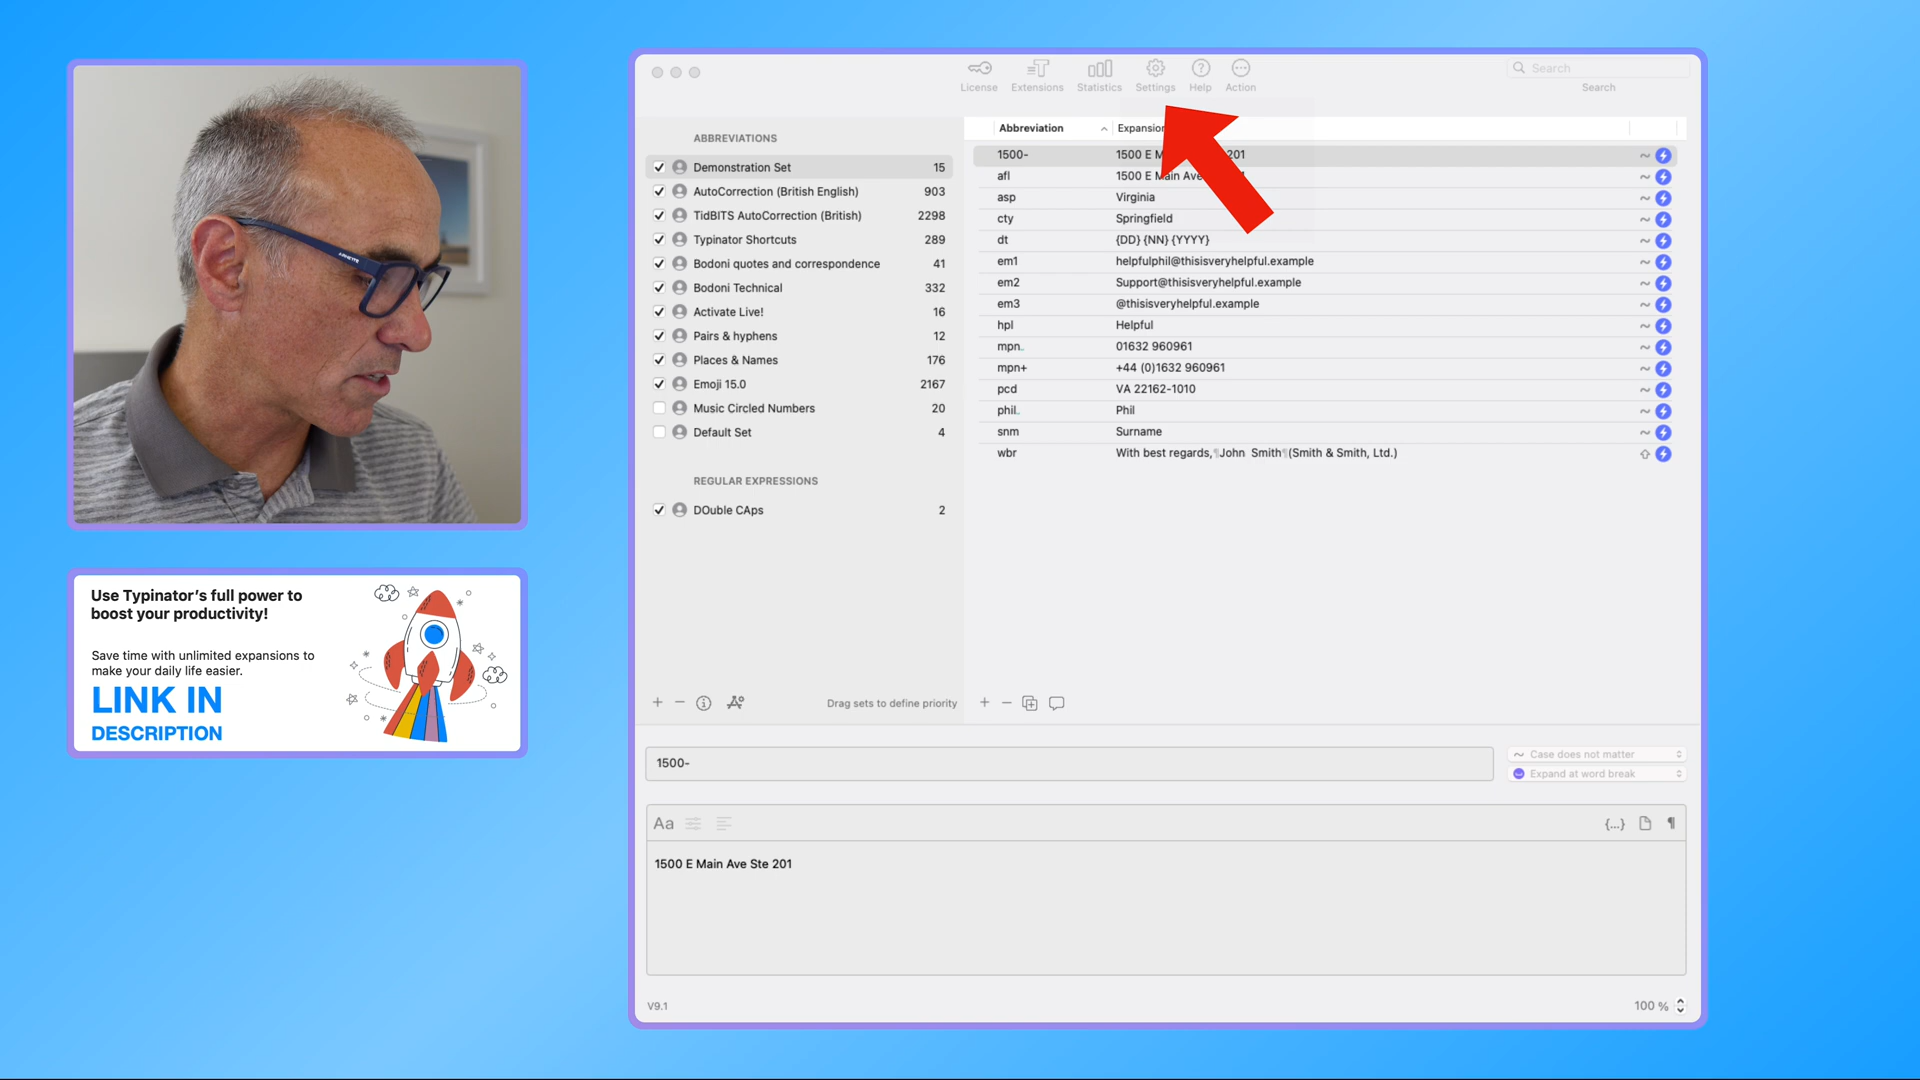 License
Extensions
Statistics
Settings
Help
Action
Search
Search
ABBREVIATIONS
Demonstration Set 15
AutoCorrection (British English) 903
TidBITS AutoCorrection (British) 2298
Typinator Shortcuts 289
Bodoni quotes and correspondence 41
Bodoni Technical 332
Activate Live! 16
Pairs & hyphens 12
Places & Names 176
Emoji 15.0 2167
Music Circled Numbers 20
Default Set 4
REGULAR EXPRESSIONS
DOuble CAps 2
Drag sets to define priority
Abbreviation Expansion
1500- 1500 E M 201
afl 1500 E Main Ave
asp Virginia
cty Springfield
dt {DD} {NN} {YYYY}
em1 helpfulphil@thisisveryhelpful.example
em2 Support@thisisveryhelpful.example
em3 @thisisveryhelpful.example
hpl Helpful
mpn 01632 960961
mpn+ +44 (0)1632 960961
pcd VA 22162-1010
phil Phil
snm Surname
wbr With best regards,¶John Smith¶(Smith & Smith, Ltd.)
1500-
Case does not matter
Expand at word break
Aa
{...}
¶
1500 E Main Ave Ste 201
V9.1
100 %
Use Typinator's full power to
boost your productivity!
Save time with unlimited expansions to
make your daily life easier.
LINK IN
DESCRIPTION